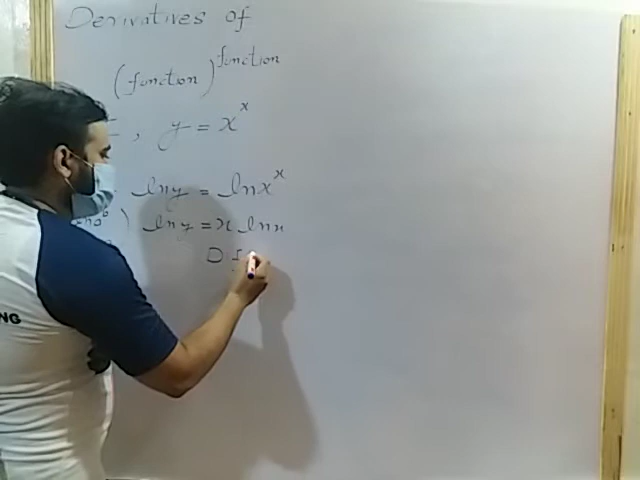 Derivatives of
(function)^function
, y = x^x
ln y = ln x^x
) ln y = x ln x
D
NG